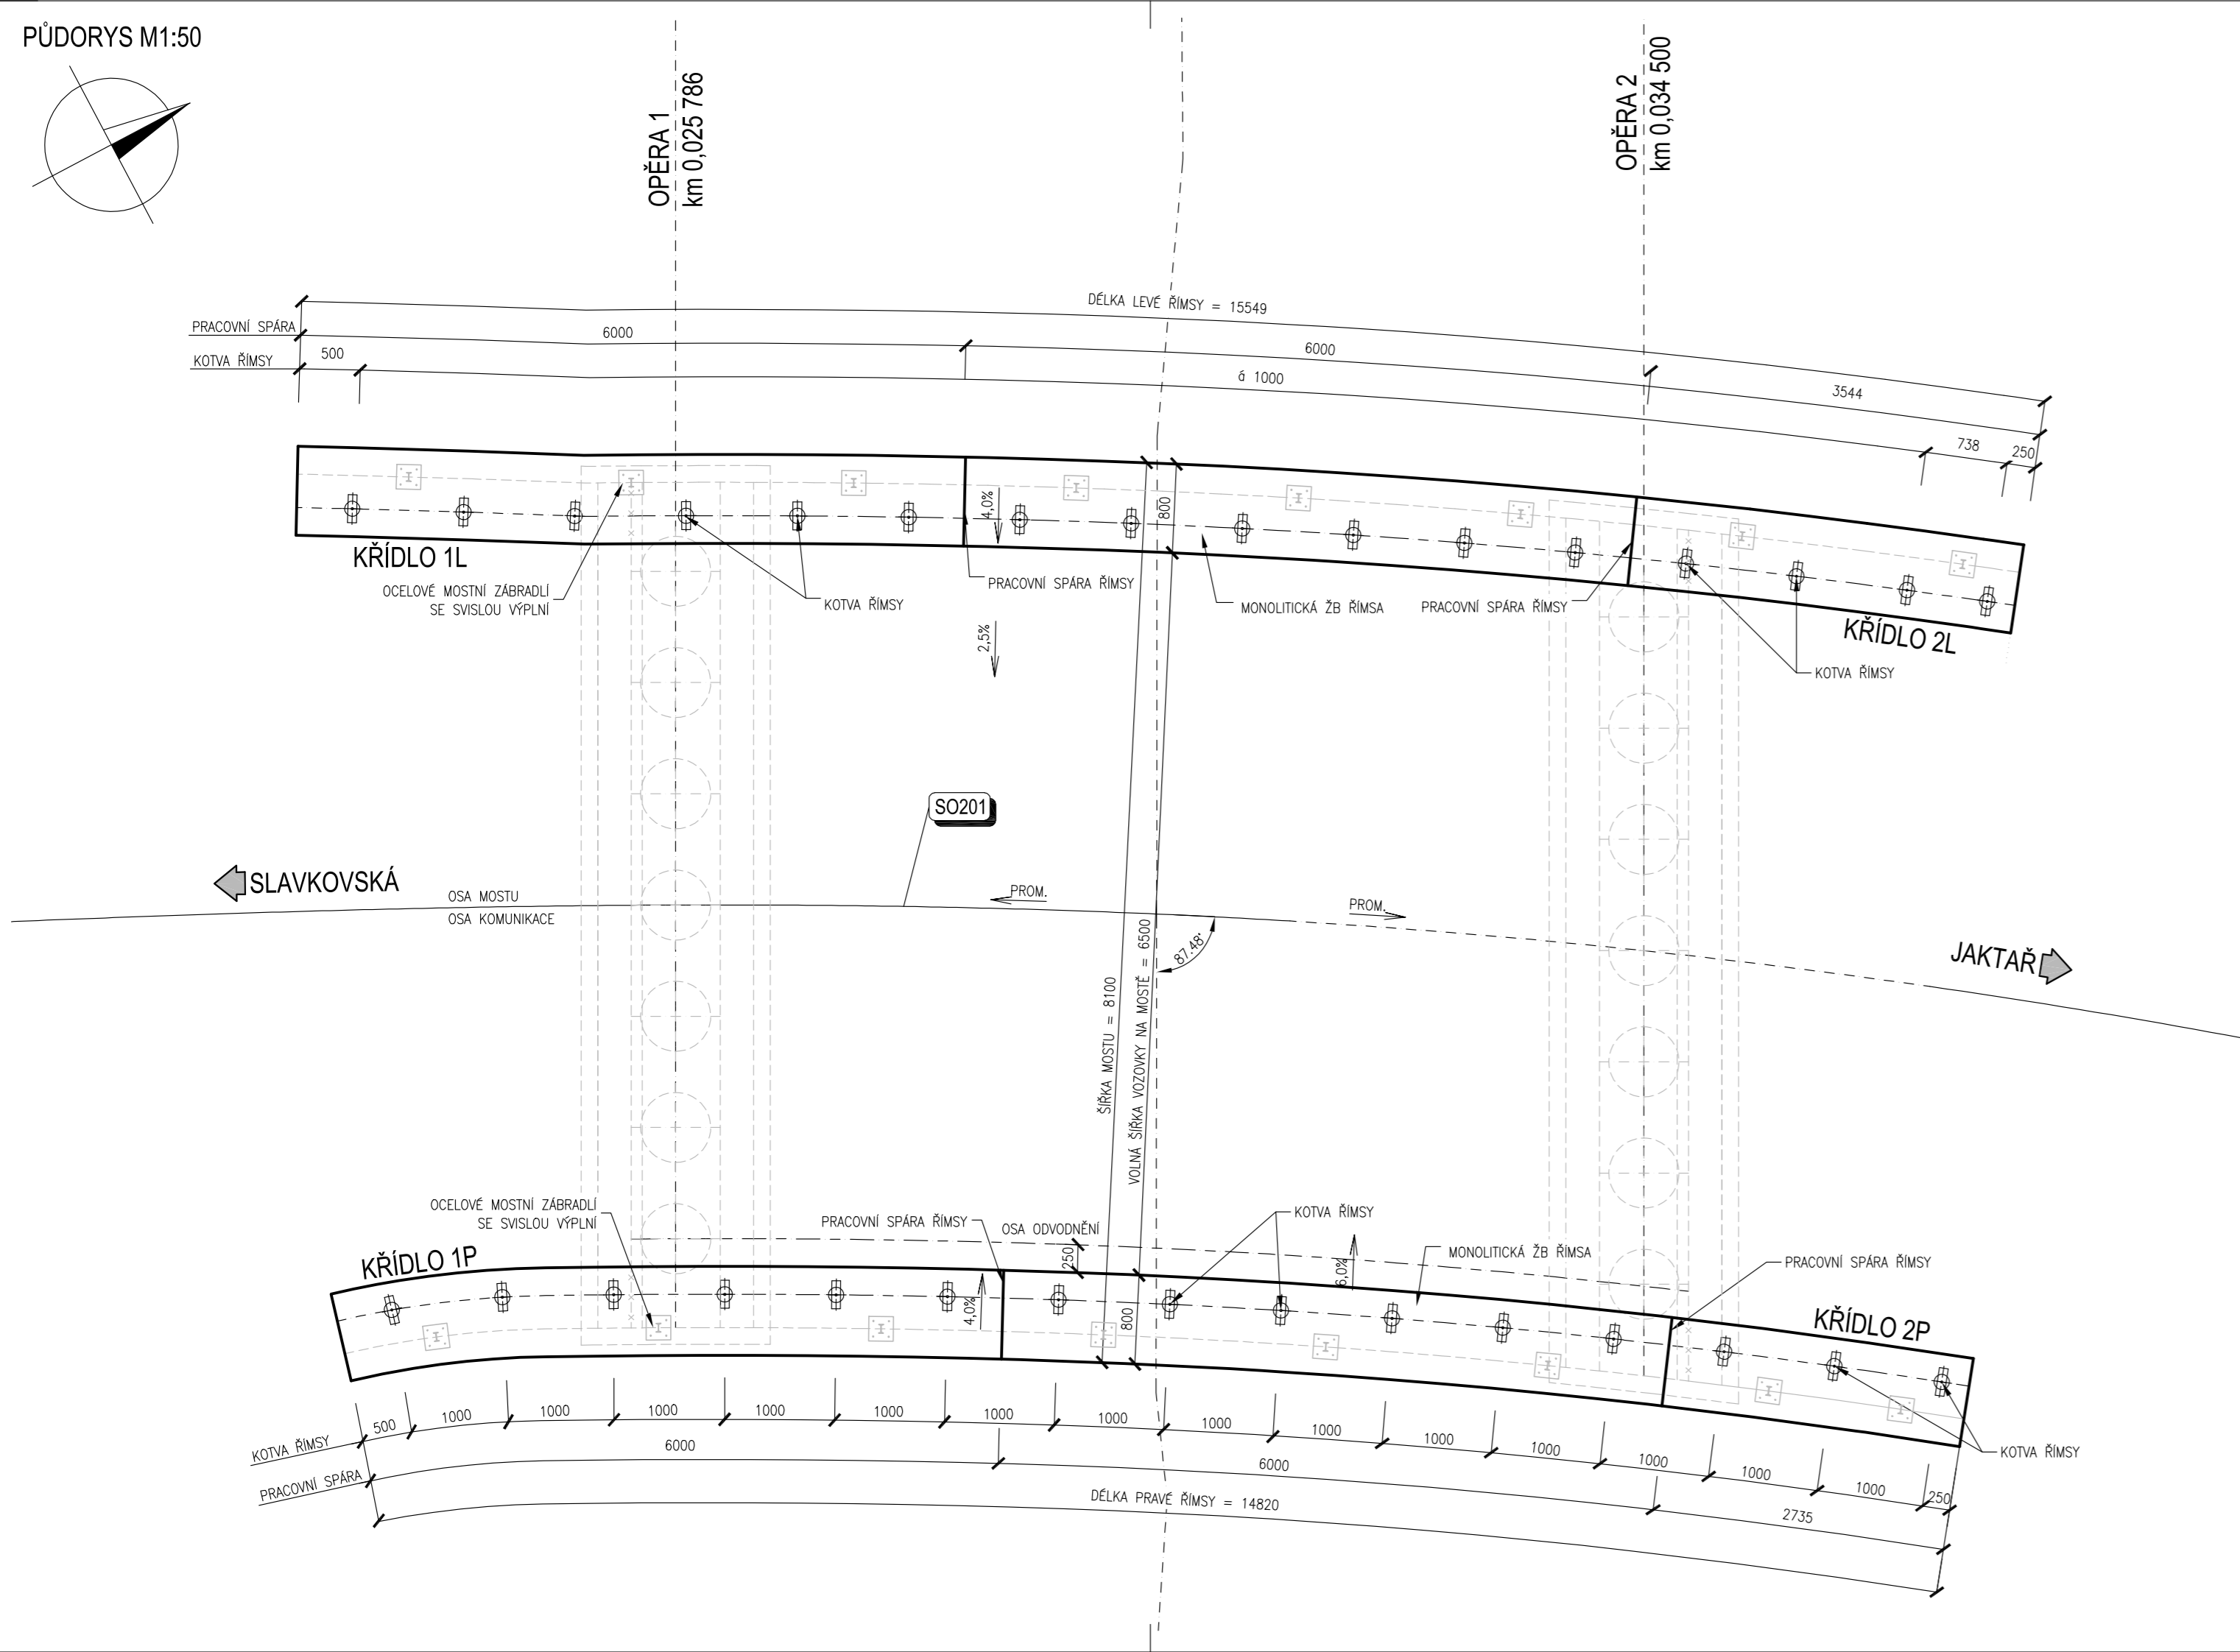 PŮDORYS M1:50
OPĚRA 1
km 0,025 786
OPĚRA 2
km 0,034 500
DÉLKA LEVÉ ŘÍMSY = 15549
PRACOVNÍ SPÁRA
6000
6000
3544
KOTVA ŘÍMSY
500
á 1000
738
250
4,0%
800
KŘÍDLO 1L
OCELOVÉ MOSTNÍ ZÁBRADLÍ
SE SVISLOU VÝPLNÍ
KOTVA ŘÍMSY
PRACOVNÍ SPÁRA ŘÍMSY
MONOLITICKÁ ŽB ŘÍMSA
PRACOVNÍ SPÁRA ŘÍMSY
KŘÍDLO 2L
KOTVA ŘÍMSY
2,5%
SO201
SLAVKOVSKÁ
OSA MOSTU
OSA KOMUNIKACE
PROM.
PROM.
87.48°
JAKTAŘ
ŠÍŘKA MOSTU = 8100
VOLNÁ ŠÍŘKA VOZOVKY NA MOSTĚ = 6500
OCELOVÉ MOSTNÍ ZÁBRADLÍ
SE SVISLOU VÝPLNÍ
PRACOVNÍ SPÁRA ŘÍMSY
OSA ODVODNĚNÍ
KOTVA ŘÍMSY
MONOLITICKÁ ŽB ŘÍMSA
PRACOVNÍ SPÁRA ŘÍMSY
KŘÍDLO 1P
250
6,0%
4,0%
800
KŘÍDLO 2P
KOTVA ŘÍMSY
KOTVA ŘÍMSY
500
1000
1000
1000
1000
1000
1000
1000
1000
1000
1000
1000
1000
1000
1000
250
PRACOVNÍ SPÁRA
6000
6000
2735
DÉLKA PRAVÉ ŘÍMSY = 14820